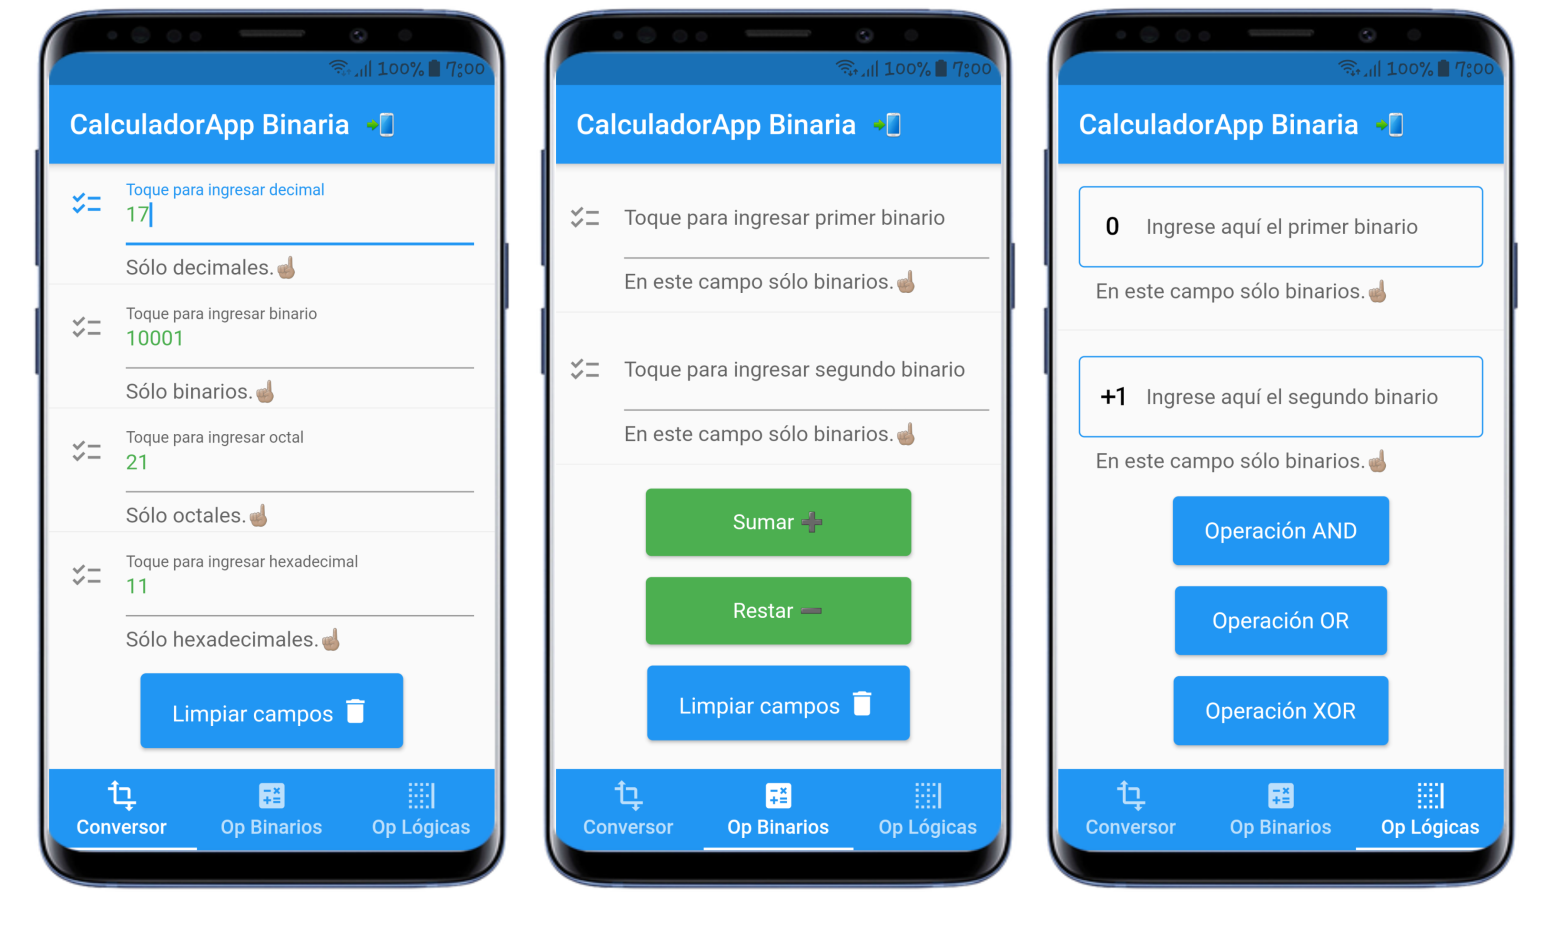 100% 7:00
CalculadorApp Binaria
Toque para ingresar decimal
17
Sólo decimales.
Toque para ingresar binario
10001
Sólo binarios.
Toque para ingresar octal
21
Sólo octales.
Toque para ingresar hexadecimal
11
Sólo hexadecimales.
Limpiar campos
Conversor Op Binarios Op Lógicas
100% 7:00
CalculadorApp Binaria
Toque para ingresar primer binario
En este campo sólo binarios.
Toque para ingresar segundo binario
En este campo sólo binarios.
Sumar
Restar
Limpiar campos
Conversor Op Binarios Op Lógicas
100% 7:00
CalculadorApp Binaria
0 Ingrese aquí el primer binario
En este campo sólo binarios.
+1 Ingrese aquí el segundo binario
En este campo sólo binarios.
Operación AND
Operación OR
Operación XOR
Conversor Op Binarios Op Lógicas